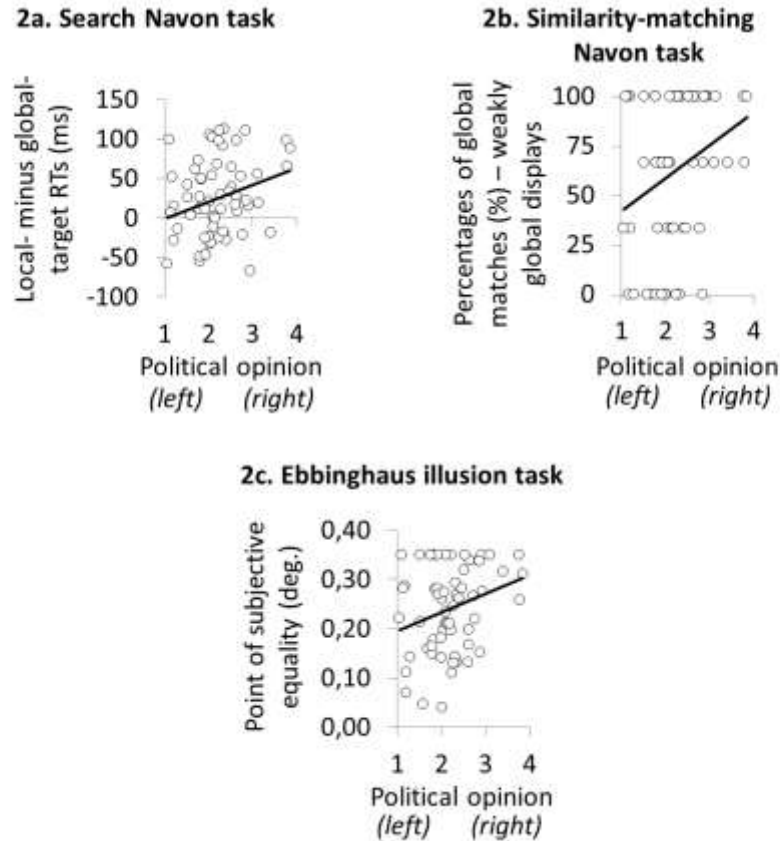 2a. Search Navon task
Local- minus global-
target RTs (ms)
150
100
50
0
-50
-100
1 2 3 4
Political opinion
(left) (right)
2b. Similarity-matching
Navon task
Percentages of global
matches (%) – weakly
global displays
100
75
50
25
0
1 2 3 4
Political opinion
(left) (right)
2c. Ebbinghaus illusion task
Point of subjective
equality (deg.)
0,40
0,30
0,20
0,10
0,00
1 2 3 4
Political opinion
(left) (right)